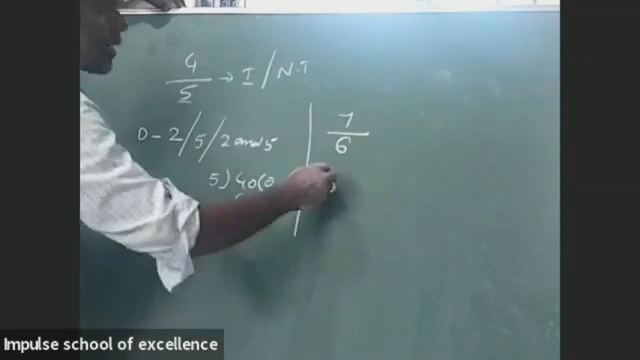 4
5 → I / N.T
D - 2/5/2 and 5
5) 40(0
7
6
Impulse school of excellence